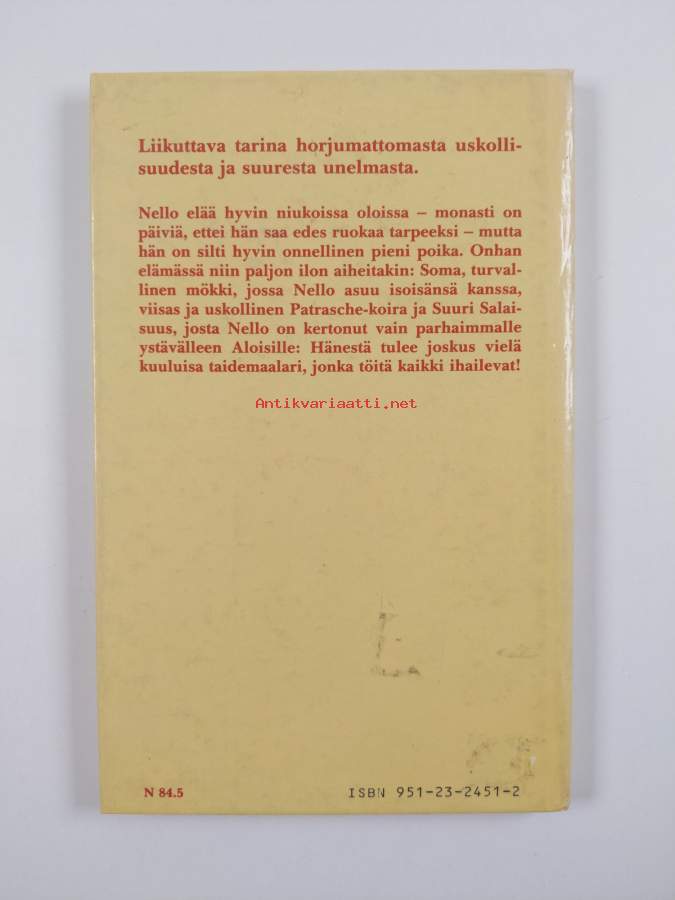 Liikuttava tarina horjumattomasta uskolli-
suudesta ja suuresta unelmasta.
Nello elää hyvin niukoissa oloissa – monasti on
päiviä, ettei hän saa edes ruokaa tarpeeksi – mutta
hän on silti hyvin onnellinen pieni poika. Onhan
elämässä niin paljon ilon aiheitakin: Soma, turval-
linen mökki, jossa Nello asuu isoisänsä kanssa,
viisas ja uskollinen Patrasche-koira ja Suuri Salai-
suus, josta Nello on kertonut vain parhaimmalle
ystävälleen Aloisille: Hänestä tulee joskus vielä
kuuluisa taidemaalari, jonka töitä kaikki ihailevat!
Antikvariaatti.net
N 84.5 ISBN 951-23-2451-2